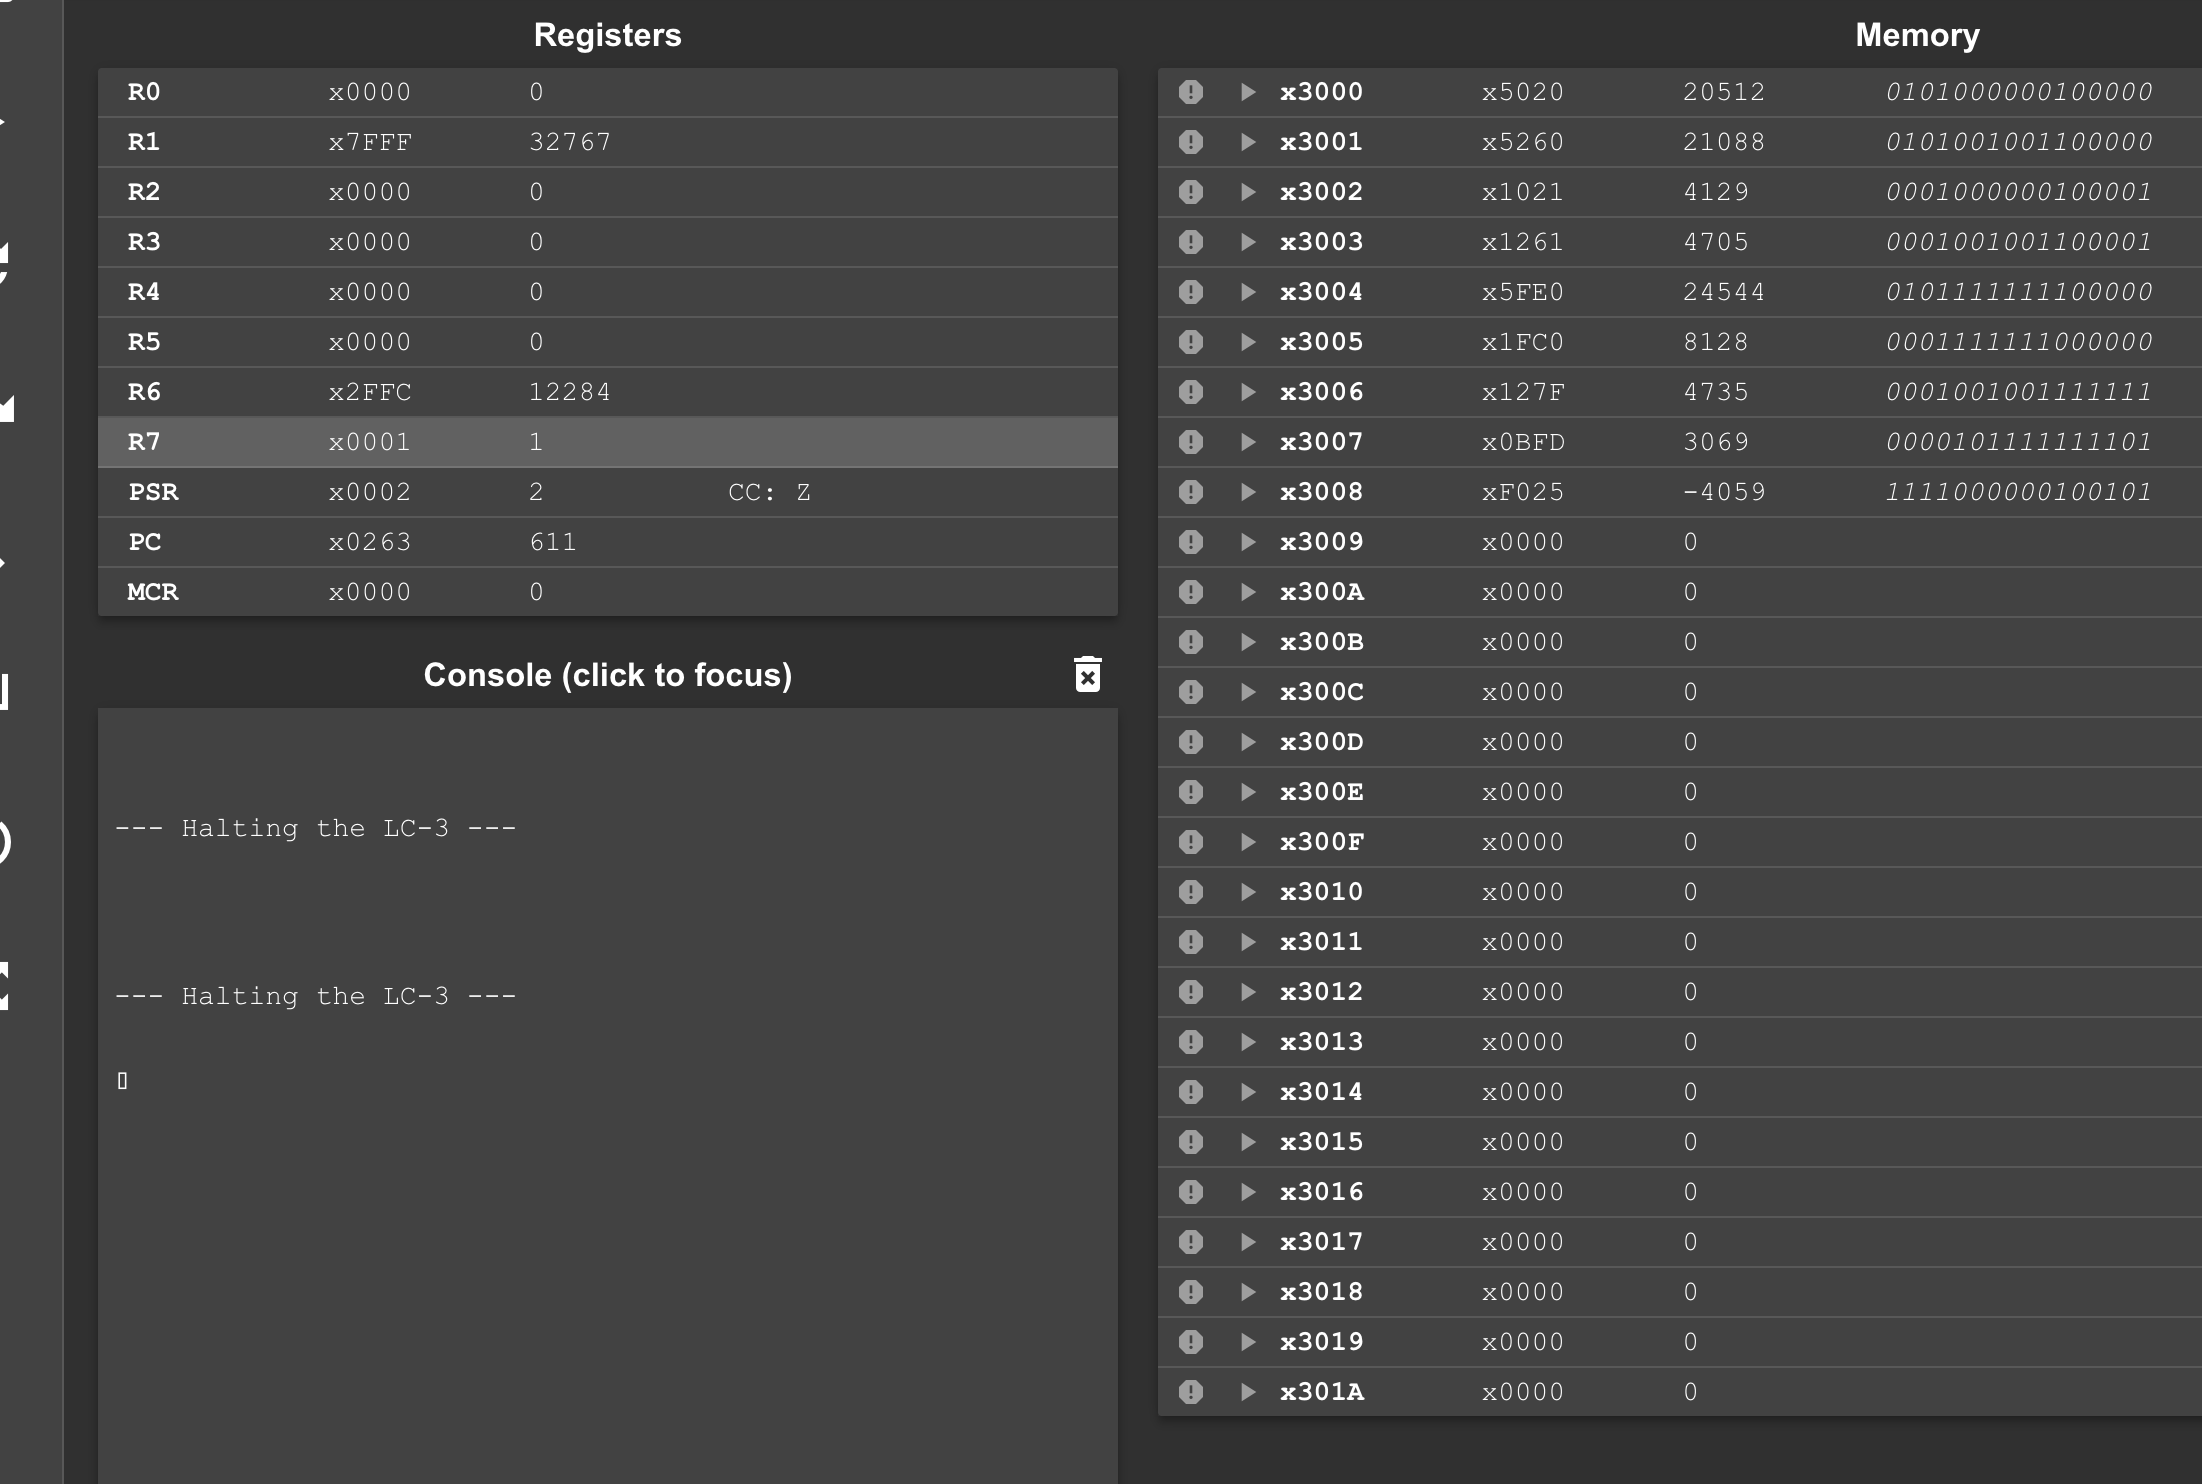 Registers
R0 x0000 0
R1 x7FFF 32767
R2 x0000 0
R3 x0000 0
R4 x0000 0
R5 x0000 0
R6 x2FFC 12284
R7 x0001 1
PSR x0002 2 CC: Z
PC x0263 611
MCR x0000 0
Console (click to focus)
--- Halting the LC-3 ---
--- Halting the LC-3 ---
Memory
x3000 x5020 20512 0101000000100000
x3001 x5260 21088 0101001001100000
x3002 x1021 4129 0001000000100001
x3003 x1261 4705 0001001001100001
x3004 x5FE0 24544 0101111111100000
x3005 x1FC0 8128 0001111111000000
x3006 x127F 4735 0001001001111111
x3007 x0BFD 3069 0000101111111101
x3008 xF025 -4059 1111000000100101
x3009 x0000 0
x300A x0000 0
x300B x0000 0
x300C x0000 0
x300D x0000 0
x300E x0000 0
x300F x0000 0
x3010 x0000 0
x3011 x0000 0
x3012 x0000 0
x3013 x0000 0
x3014 x0000 0
x3015 x0000 0
x3016 x0000 0
x3017 x0000 0
x3018 x0000 0
x3019 x0000 0
x301A x0000 0